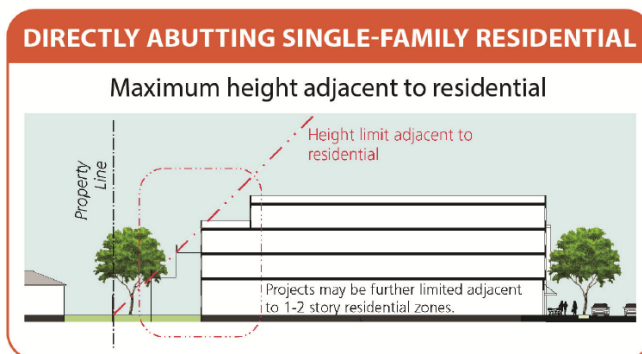 DIRECTLY ABUTTING SINGLE-FAMILY RESIDENTIAL
Maximum height adjacent to residential
Property
Line
Height limit adjacent to
residential
Projects may be further limited adjacent
to 1-2 story residential zones.